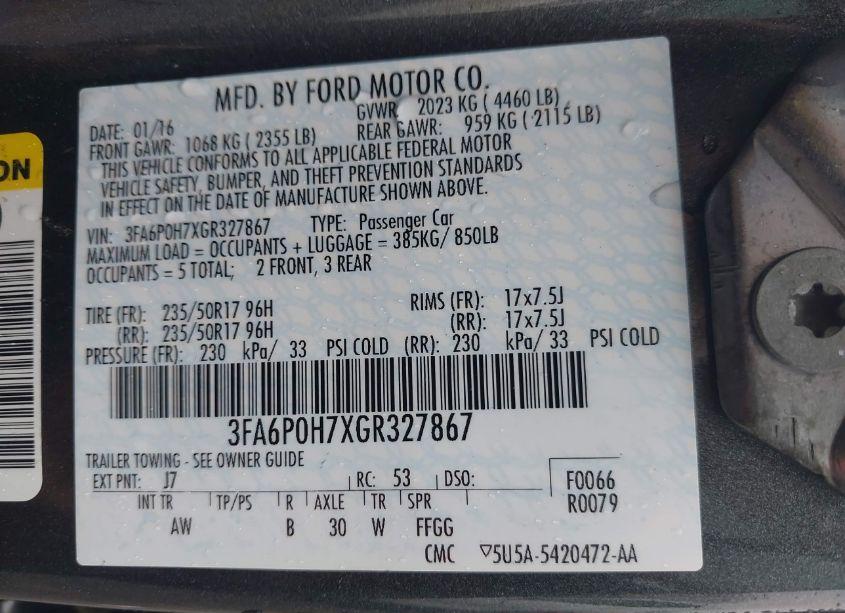 MFD. BY FORD MOTOR CO.
DATE: 01/16 GVWR: 2023 KG ( 4460 LB)
FRONT GAWR: 1068 KG ( 2355 LB) REAR GAWR: 959 KG ( 2115 LB)
THIS VEHICLE CONFORMS TO ALL APPLICABLE FEDERAL MOTOR
VEHICLE SAFETY, BUMPER, AND THEFT PREVENTION STANDARDS
IN EFFECT ON THE DATE OF MANUFACTURE SHOWN ABOVE.
VIN: 3FA6P0H7XGR327867 TYPE: Passenger Car
MAXIMUM LOAD = OCCUPANTS + LUGGAGE = 385KG/ 850LB
OCCUPANTS = 5 TOTAL; 2 FRONT, 3 REAR
TIRE (FR): 235/50R17 96H RIMS (FR): 17x7.5J
(RR): 235/50R17 96H (RR): 17x7.5J
PRESSURE (FR): 230 kPa/ 33 PSI COLD (RR): 230 kPa/ 33 PSI COLD
3FA6P0H7XGR327867
TRAILER TOWING - SEE OWNER GUIDE
EXT PNT: J7 RC: 53 DSO: F0066
INT TR TP/PS R AXLE TR SPR R0079
AW B 30 W FFGG
CMC ▽5U5A-5420472-AA
ON